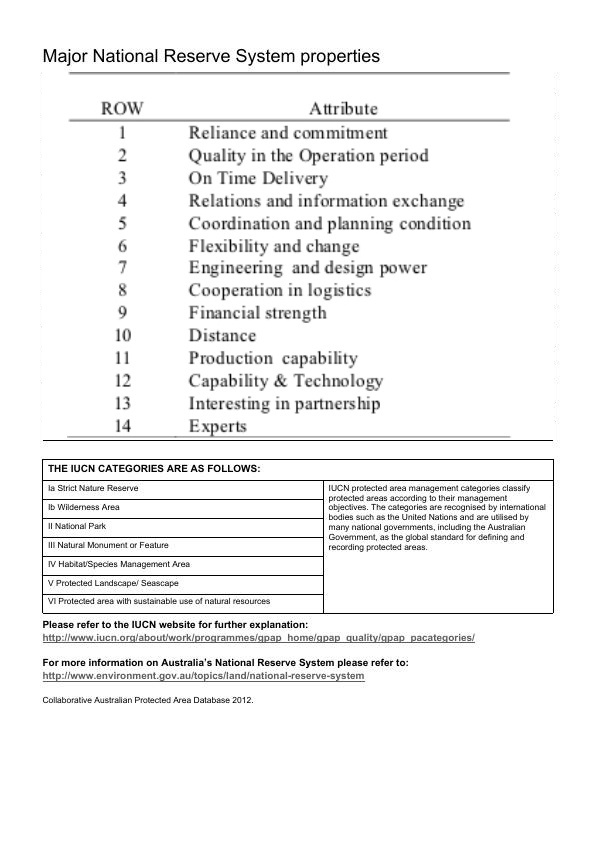 Major National Reserve System properties
ROW Attribute
1 Reliance and commitment
2 Quality in the Operation period
3 On Time Delivery
4 Relations and information exchange
5 Coordination and planning condition
6 Flexibility and change
7 Engineering and design power
8 Cooperation in logistics
9 Financial strength
10 Distance
11 Production capability
12 Capability & Technology
13 Interesting in partnership
14 Experts
THE IUCN CATEGORIES ARE AS FOLLOWS:
Ia Strict Nature Reserve
Ib Wilderness Area
II National Park
III Natural Monument or Feature
IV Habitat/Species Management Area
V Protected Landscape/ Seascape
VI Protected area with sustainable use of natural resources
IUCN protected area management categories classify
protected areas according to their management
objectives. The categories are recognised by international
bodies such as the United Nations and are utilised by
many national governments, including the Australian
Government, as the global standard for defining and
recording protected areas.
Please refer to the IUCN website for further explanation:
http://www.iucn.org/about/work/programmes/gpap_home/gpap_quality/gpap_pacategories/
For more information on Australia's National Reserve System please refer to:
http://www.environment.gov.au/topics/land/national-reserve-system
Collaborative Australian Protected Area Database 2012.